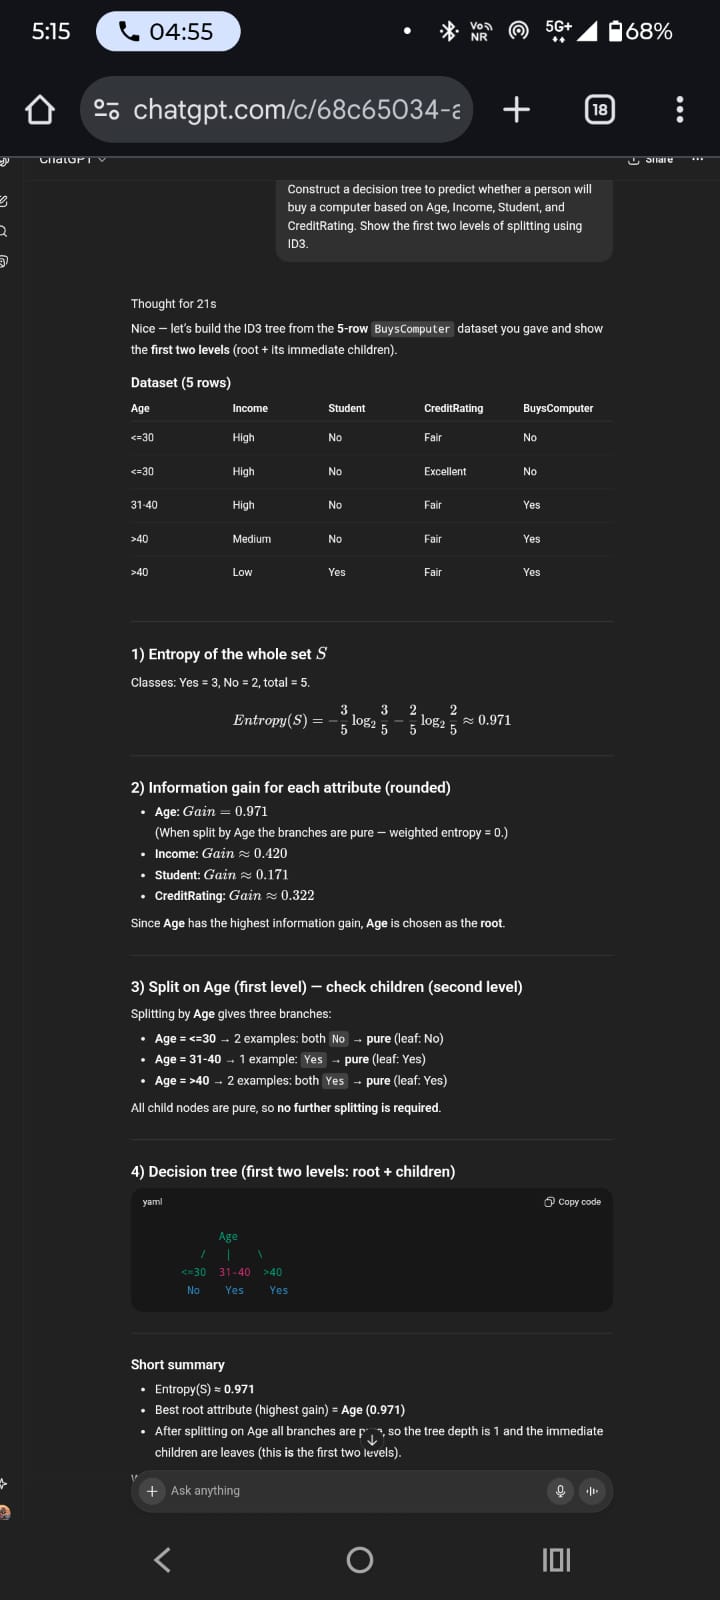 5:15 04:55 Vo) NR 5G+ 68%
chatgpt.com/c/68c65034-a 18
ChatGPT Share
Construct a decision tree to predict whether a person will
buy a computer based on Age, Income, Student, and
CreditRating. Show the first two levels of splitting using
ID3.
Thought for 21s
Nice — let's build the ID3 tree from the 5-row BuysComputer dataset you gave and show
the first two levels (root + its immediate children).
Dataset (5 rows)
Age Income Student CreditRating BuysComputer
<=30 High No Fair No
<=30 High No Excellent No
31-40 High No Fair Yes
>40 Medium No Fair Yes
>40 Low Yes Fair Yes
1) Entropy of the whole set S
Classes: Yes = 3, No = 2, total = 5.
Entropy(S) = −3/5 log₂ 3/5 − 2/5 log₂ 2/5 ≈ 0.971
2) Information gain for each attribute (rounded)
• Age: Gain = 0.971
(When split by Age the branches are pure — weighted entropy = 0.)
• Income: Gain ≈ 0.420
• Student: Gain ≈ 0.171
• CreditRating: Gain ≈ 0.322
Since Age has the highest information gain, Age is chosen as the root.
3) Split on Age (first level) — check children (second level)
Splitting by Age gives three branches:
• Age = <=30 → 2 examples: both No → pure (leaf: No)
• Age = 31-40 → 1 example: Yes → pure (leaf: Yes)
• Age = >40 → 2 examples: both Yes → pure (leaf: Yes)
All child nodes are pure, so no further splitting is required.
4) Decision tree (first two levels: root + children)
yaml Copy code
Age
/ | \
<=30 31-40 >40
No Yes Yes
Short summary
• Entropy(S) ≈ 0.971
• Best root attribute (highest gain) = Age (0.971)
• After splitting on Age all branches are so the tree depth is 1 and the immediate
children are leaves (this is the first two levels).
Ask anything